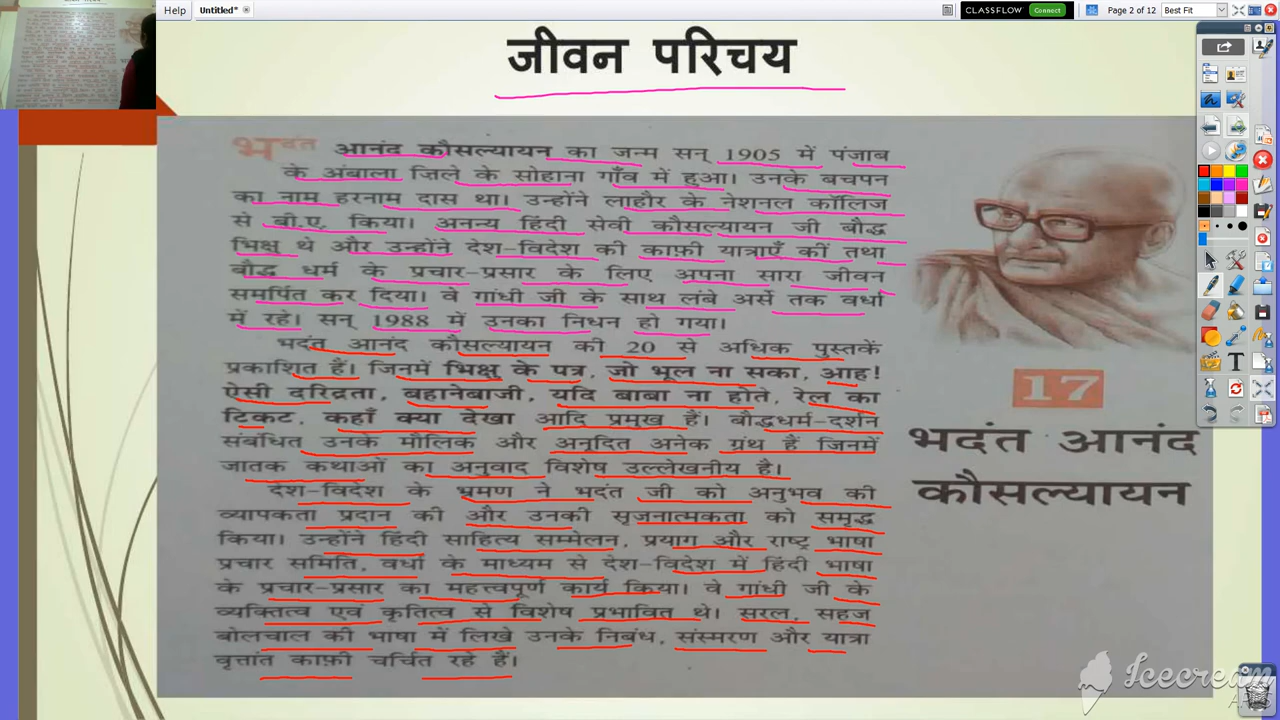 Help
Untitled*
CLASSFLOW
Connect
Page 2 of 12
Best Fit
जीवन परिचय
भदंत आनंद कौसल्यायन का जन्म सन् 1905 में पंजाब
के अंबाला ज़िले के सोहाना गाँव में हुआ। उनके बचपन
का नाम हरनाम दास था। उन्होंने लाहौर के नेशनल कॉलिज
से बी.ए. किया। अनन्य हिंदी सेवी कौसल्यायन जी बौद्ध
भिक्षु थे और उन्होंने देश-विदेश की काफ़ी यात्राएँ कीं तथा
बौद्ध धर्म के प्रचार-प्रसार के लिए अपना सारा जीवन
समर्पित कर दिया। वे गांधी जी के साथ लंबे अर्से तक वर्धा
में रहे। सन् 1988 में उनका निधन हो गया।
भदंत आनंद कौसल्यायन की 20 से अधिक पुस्तकें
प्रकाशित हैं। जिनमें भिक्षु के पत्र, जो भूल ना सका, आह!
ऐसी दरिद्रता, बहानेबाजी, यदि बाबा ना होते, रेल का
टिकट, कहाँ क्या देखा आदि प्रमुख हैं। बौद्धधर्म-दर्शन
संबंधित उनके मौलिक और अनूदित अनेक ग्रंथ हैं जिनमें
जातक कथाओं का अनुवाद विशेष उल्लेखनीय है।
देश-विदेश के भ्रमण ने भदंत जी को अनुभव की
व्यापकता प्रदान की और उनकी सृजनात्मकता को समृद्ध
किया। उन्होंने हिंदी साहित्य सम्मेलन, प्रयाग और राष्ट्र भाषा
प्रचार समिति, वर्धा के माध्यम से देश-विदेश में हिंदी भाषा
के प्रचार-प्रसार का महत्त्वपूर्ण कार्य किया। वे गांधी जी के
व्यक्तित्व एवं कृतित्व से विशेष प्रभावित थे। सरल, सहज
बोलचाल की भाषा में लिखे उनके निबंध, संस्मरण और यात्रा
वृत्तांत काफ़ी चर्चित रहे हैं।
17
भदंत आनंद
कौसल्यायन
Icecream
APPS